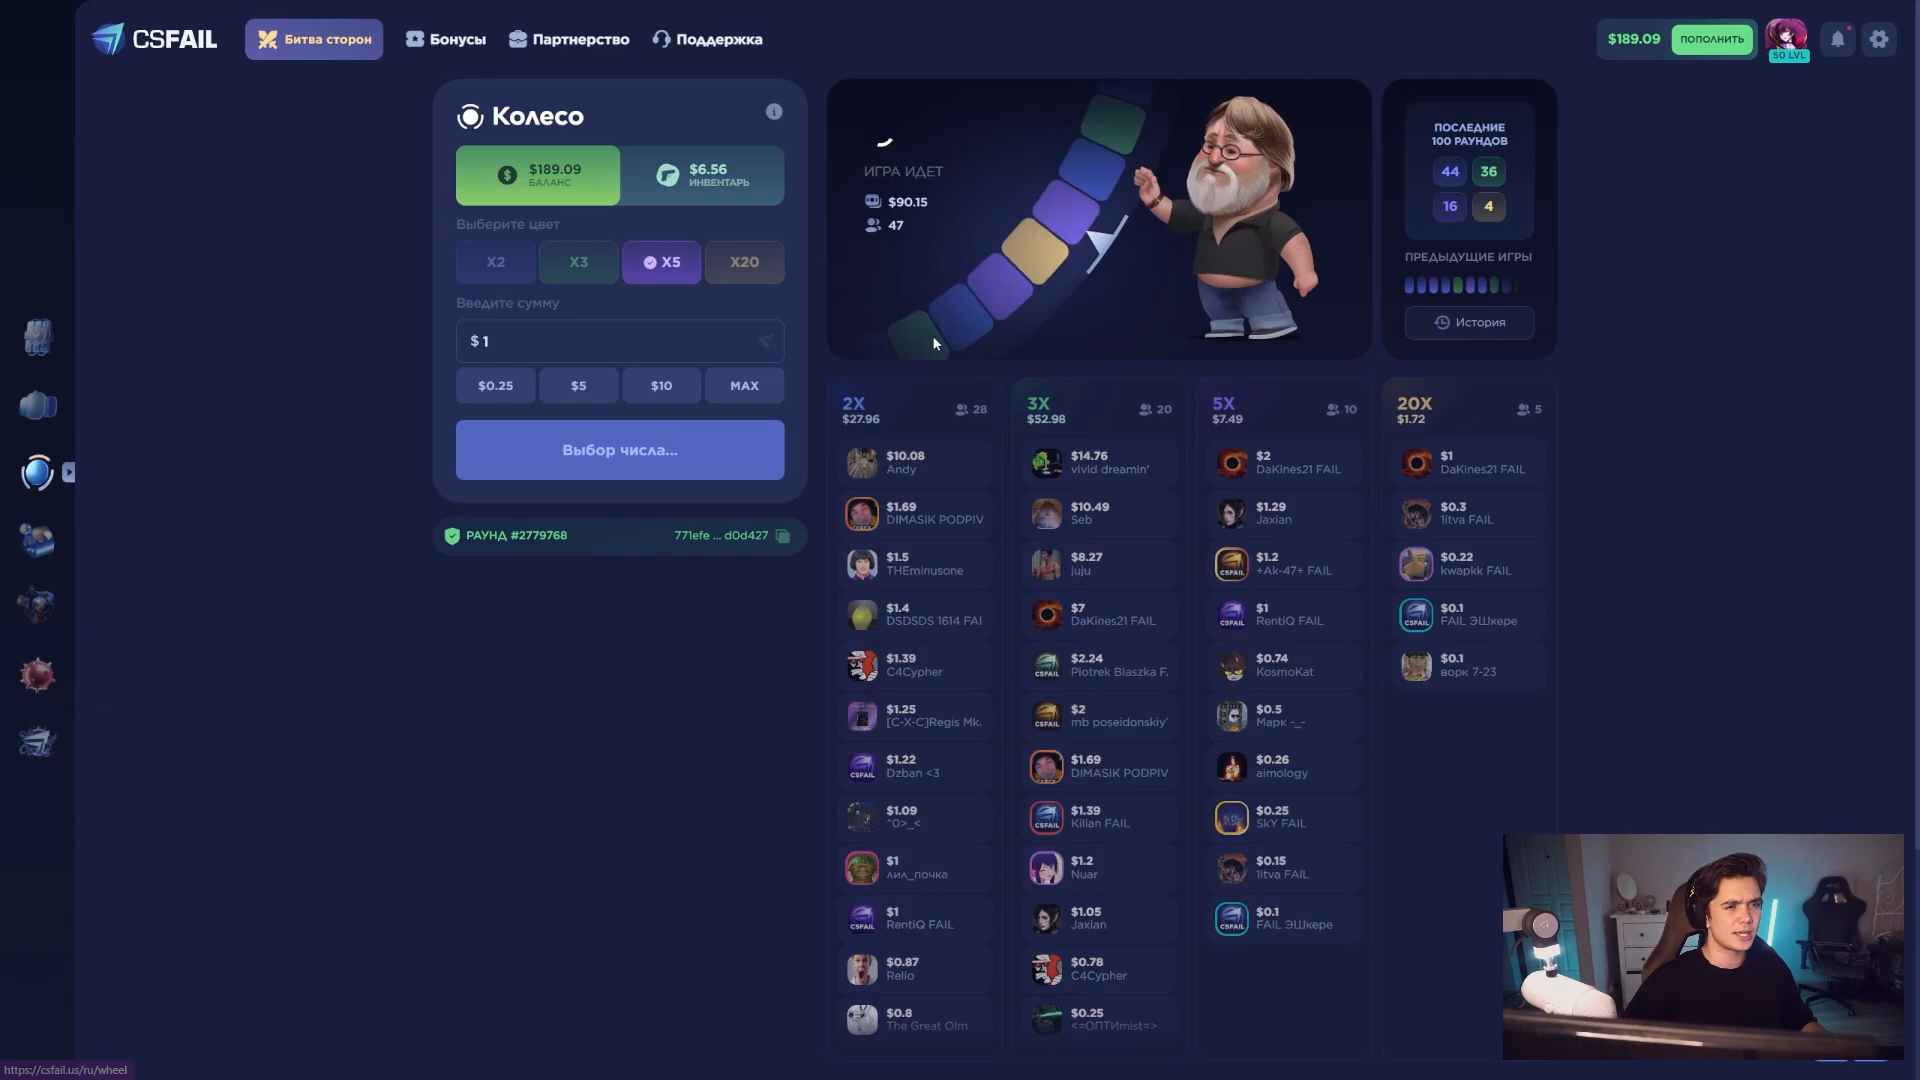 CSFAIL
Битва сторон
Бонусы
Партнерство
Поддержка
$189.09
ПОПОЛНИТЬ
50 LVL
Колесо
$189.09
БАЛАНС
$6.56
ИНВЕНТАРЬ
Выберите цвет
X2
X3
X5
X20
Введите сумму
$ 1
$0.25
$5
$10
MAX
Выбор числа...
РАУНД #2779768
771efe ... d0d427
ИГРА ИДЕТ
$90.15
47
ПОСЛЕДНИЕ
100 РАУНДОВ
44
36
16
4
ПРЕДЫДУЩИЕ ИГРЫ
История
2X
$27.96
28
$10.08
Andy
$1.69
DIMASIK PODPIV
$1.5
THEminusone
$1.4
DSDSDS 1614 FAI
$1.39
C4Cypher
$1.25
[C-X-C]Regis Mk.
$1.22
Dzban <3
$1.09
^O>_<
$1
лил_почка
$1
RentiQ FAIL
$0.87
Relio
$0.8
The Great Olm
3X
$52.98
20
$14.76
vivid dreamin'
$10.49
Seb
$8.27
juju
$7
DaKines21 FAIL
$2.24
Piotrek Blaszka F.
$2
mb poseidonskiy'
$1.69
DIMASIK PODPIV
$1.39
Kilian FAIL
$1.2
Nuar
$1.05
Jaxian
$0.78
C4Cypher
$0.25
<=ОПТИmist=>
5X
$7.49
10
$2
DaKines21 FAIL
$1.29
Jaxian
$1.2
+Ak-47+ FAIL
$1
RentiQ FAIL
$0.74
KosmoKat
$0.5
Марк -_-
$0.26
aimology
$0.25
SkY FAIL
$0.15
1itva FAIL
$0.1
FAIL ЭШкере
20X
$1.72
5
$1
DaKines21 FAIL
$0.3
1itva FAIL
$0.22
kwapkk FAIL
$0.1
FAIL ЭШкере
$0.1
ворк 7-23
https://csfail.us/ru/wheel